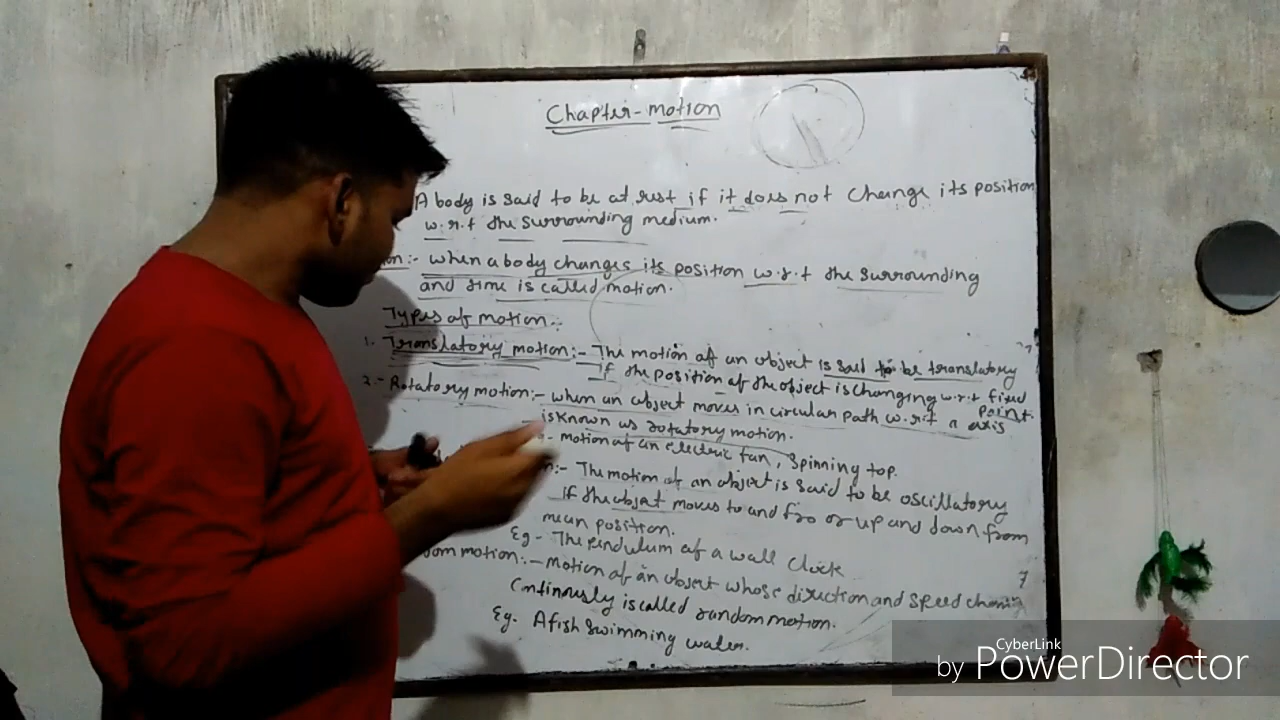 Chapter - motion
A body is said to be at rest if it does not change its position
w.r.t the surrounding medium.
on:- when a body changes its position w.r.t the surrounding
and time is called motion.
Types of motion:-
1. Translatory motion:- The motion of an object is said to be translatory
if the position of the object is changing w.r.t fixed
point.
2.- Rotatory motion:- when an object moves in circular path w.r.t a axis
is known as rotatory motion.
- motion of an electric fan, spinning top.
n:- The motion of an object is said to be oscillatory
if the object moves to and fro or up and down from
mean position.
Eg - The pendulum of a wall clock
dom motion:- Motion of an object whose direction and speed
Continously is called random motion.
Eg. A fish swimming water.
CyberLink
by PowerDirector